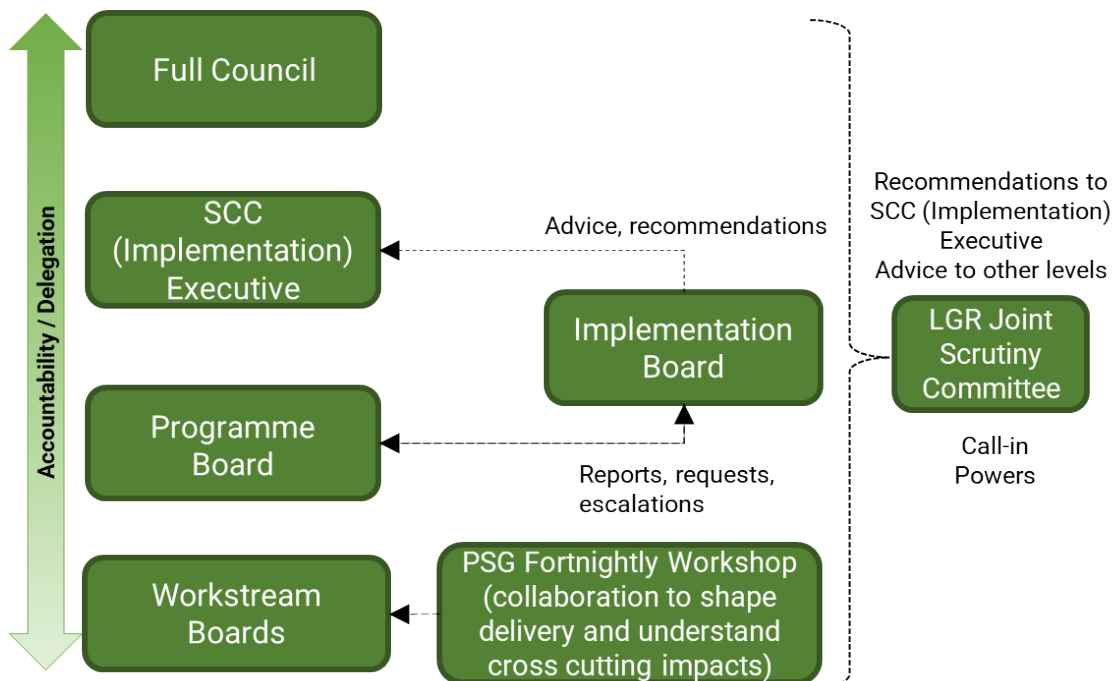 Full Council
SCC
(Implementation)
Executive
Accountability / Delegation
Advice, recommendations
Implementation
Board
Programme
Board
Reports, requests,
escalations
Workstream
Boards
PSG Fortnightly Workshop
(collaboration to shape
delivery and understand
cross cutting impacts)
Recommendations to
SCC (Implementation)
Executive
Advice to other levels
LGR Joint
Scrutiny
Committee
Call-in
Powers